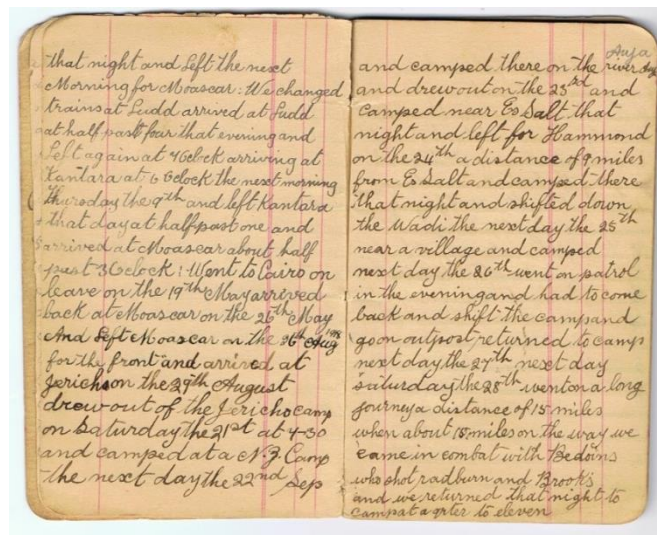 that night and left the next
Morning for Moascar: We changed
trains at Ludd arrived at Ludd
at half past four that evening and
Left again at 7 Oclock arriving at
Kantara at 6 Oclock the next morning
Thursday the 9th and left Kantara
that day at half past one and
arrived at Moascar about half
past 3 Oclock: Went to Cairo on
leave on the 19th May arrived
back at Moascar on the 26th May
And Left Moascar on the 26th Aug 1918
for the front and arrived at
Jericho on the 29th August
drew out of the Jericho camp
on Saturday the 21st at 4-30
and camped at a N.Z. Camp
the next day the 22nd Sep
Auja
and camped there on the river
and drew out on the 23rd and
camped near Es Salt that
night and left for Hammond
on the 24th a distance of 9 miles
from Es Salt and camped there
that night and shifted down
the Wadi the next day the 25th
near a village and camped
next day the 26th went on patrol
in the evening and had to come
back and shift the camp and
go on outpost, returned to camp
next day the 27th next day
Saturday the 28th went on a long
journey a distance of 15 miles
when about 15 miles on the way we
came in combat with Bedoins
who shot radburn and Brooks
and we returned that night to
camp at a qrter to eleven